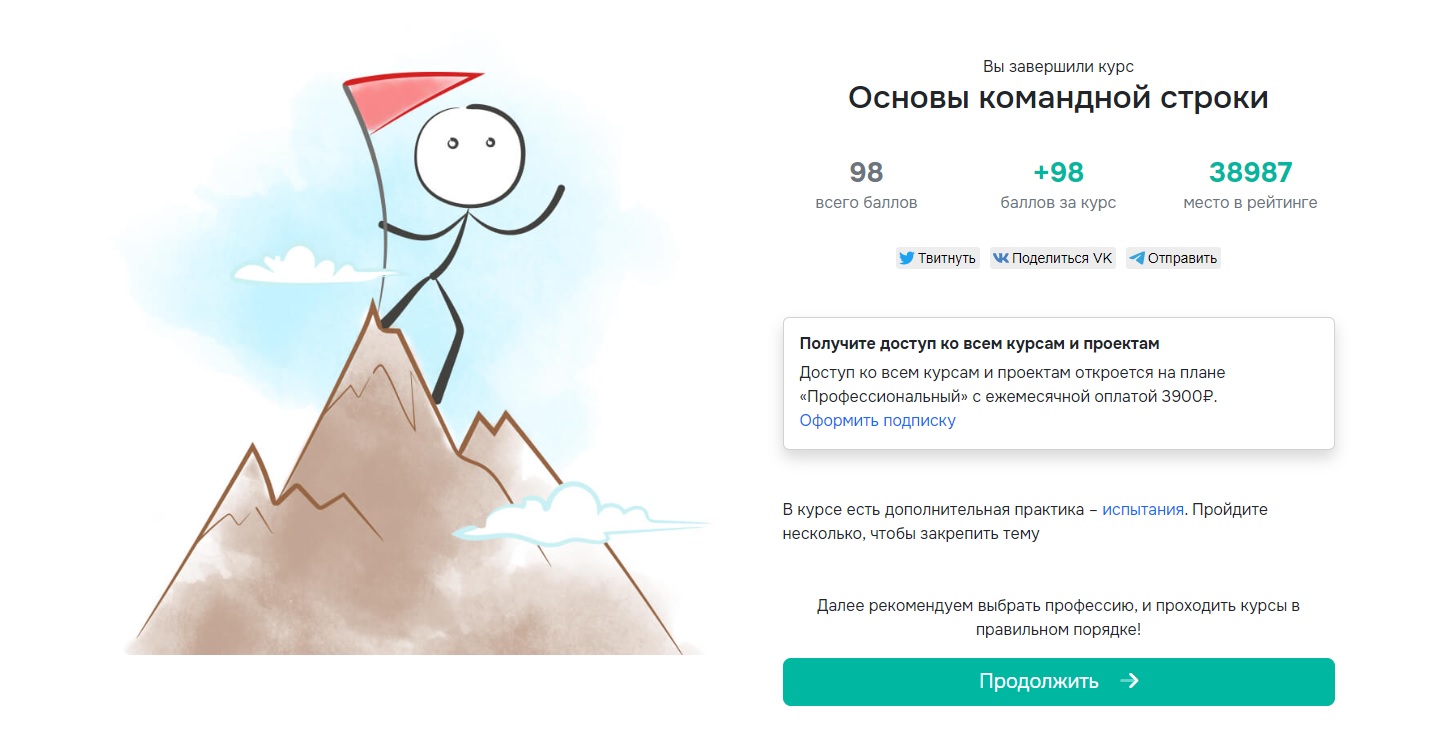 Вы завершили курс
Основы командной строки
98
всего баллов
+98
баллов за курс
38987
место в рейтинге
Твитнуть
Поделиться VK
Отправить
Получите доступ ко всем курсам и проектам
Доступ ко всем курсам и проектам откроется на плане
«Профессиональный» с ежемесячной оплатой 3900₽.
Оформить подписку
В курсе есть дополнительная практика – испытания. Пройдите
несколько, чтобы закрепить тему
Далее рекомендуем выбрать профессию, и проходить курсы в
правильном порядке!
Продолжить